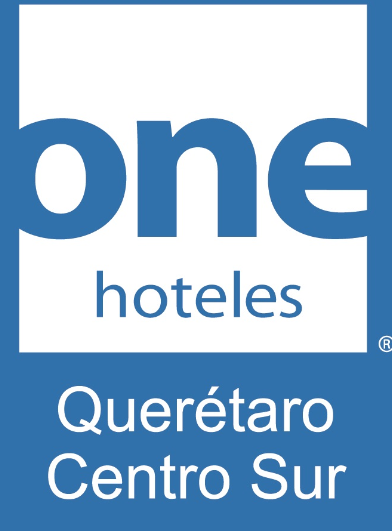 one
hoteles
®
Querétaro
Centro Sur